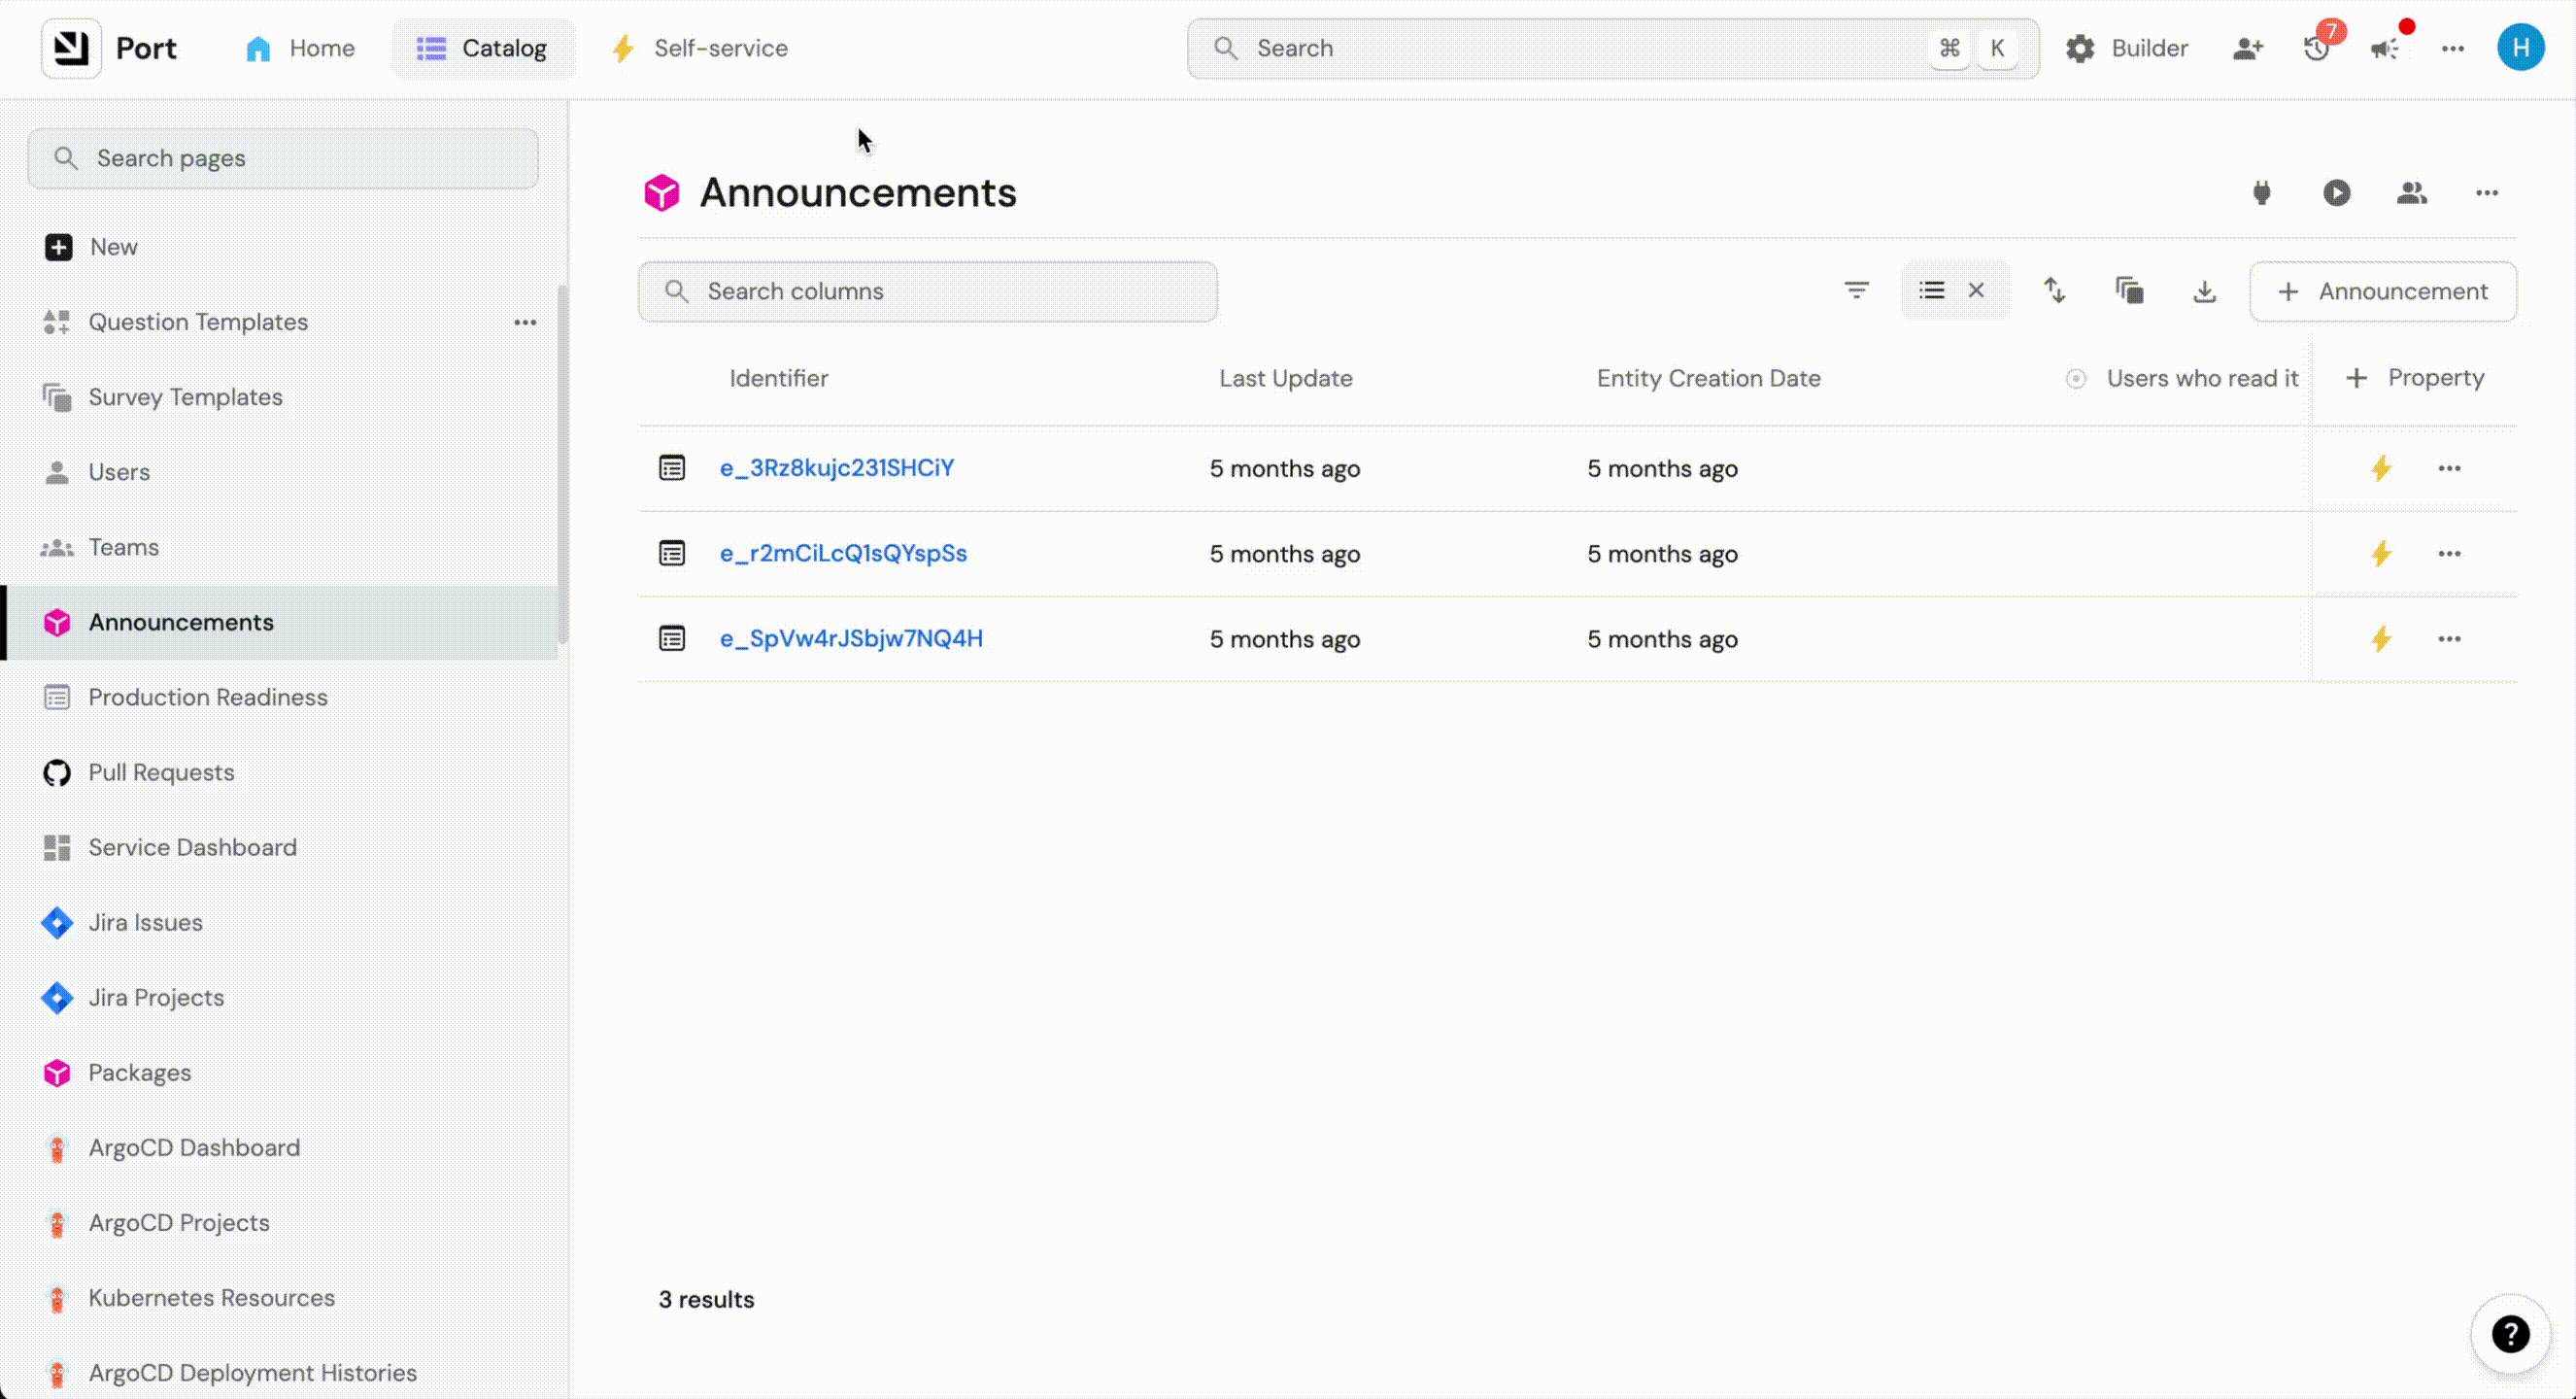 Port
Home
Catalog
Self-service
Search
⌘ K
Builder
7
H
Search pages
New
Question Templates
Survey Templates
Users
Teams
Announcements
Production Readiness
Pull Requests
Service Dashboard
Jira Issues
Jira Projects
Packages
ArgoCD Dashboard
ArgoCD Projects
Kubernetes Resources
ArgoCD Deployment Histories
Announcements
Search columns
+ Announcement
Identifier Last Update Entity Creation Date Users who read it + Property
e_3Rz8kujc231SHCiY 5 months ago 5 months ago
e_r2mCiLcQ1sQYspSs 5 months ago 5 months ago
e_SpVw4rJSbjw7NQ4H 5 months ago 5 months ago
3 results
?